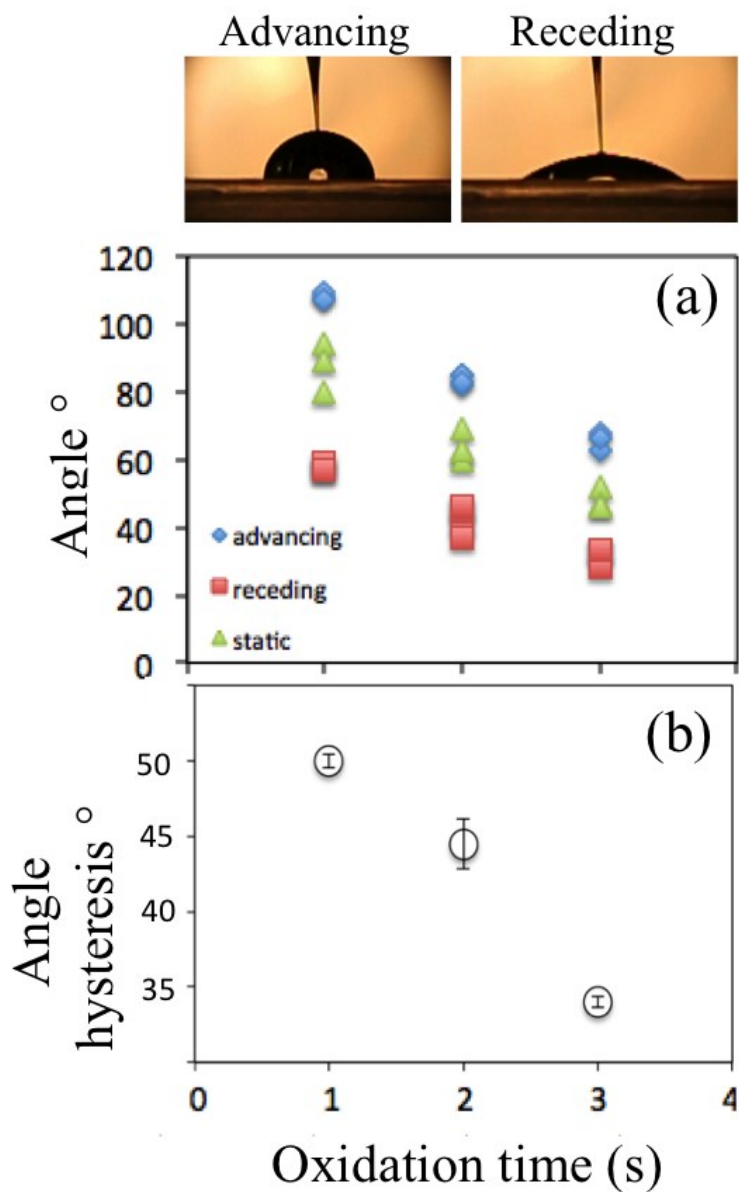 Advancing Receding
120
100
80
60
40
20
0
Angle °
(a)
advancing
receding
static
50
45
40
35
Angle
hysteresis °
(b)
0 1 2 3 4
Oxidation time (s)